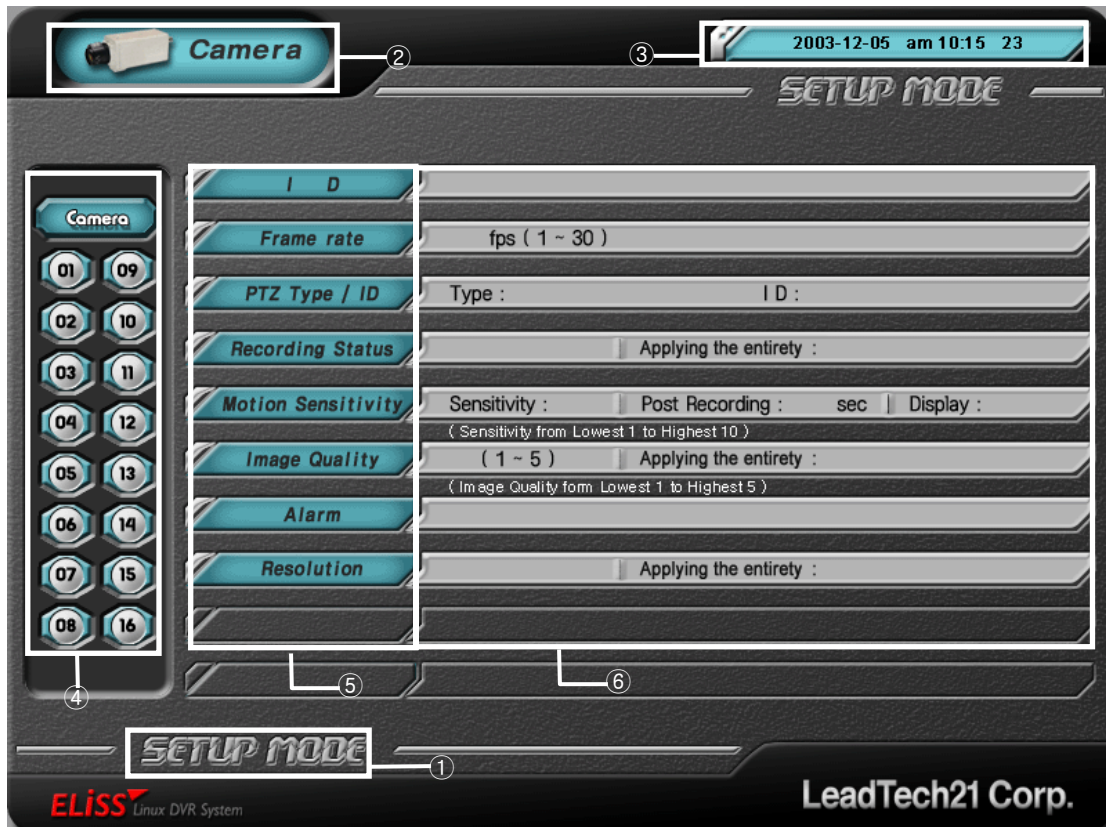 Camera
②
③
2003-12-05 am 10:15 23
SETUP MODE
Camera
01 09
02 10
03 11
04 12
05 13
06 14
07 15
08 16
④
I D
Frame rate fps ( 1 ~ 30 )
PTZ Type / ID Type : I D :
Recording Status Applying the entirety :
Motion Sensitivity Sensitivity : Post Recording : sec Display :
( Sensitivity from Lowest 1 to Highest 10 )
Image Quality ( 1 ~ 5 ) Applying the entirety :
( Image Quality form Lowest 1 to Highest 5 )
Alarm
Resolution Applying the entirety :
⑤
⑥
SETUP MODE
①
ELiSS Linux DVR System
LeadTech21 Corp.